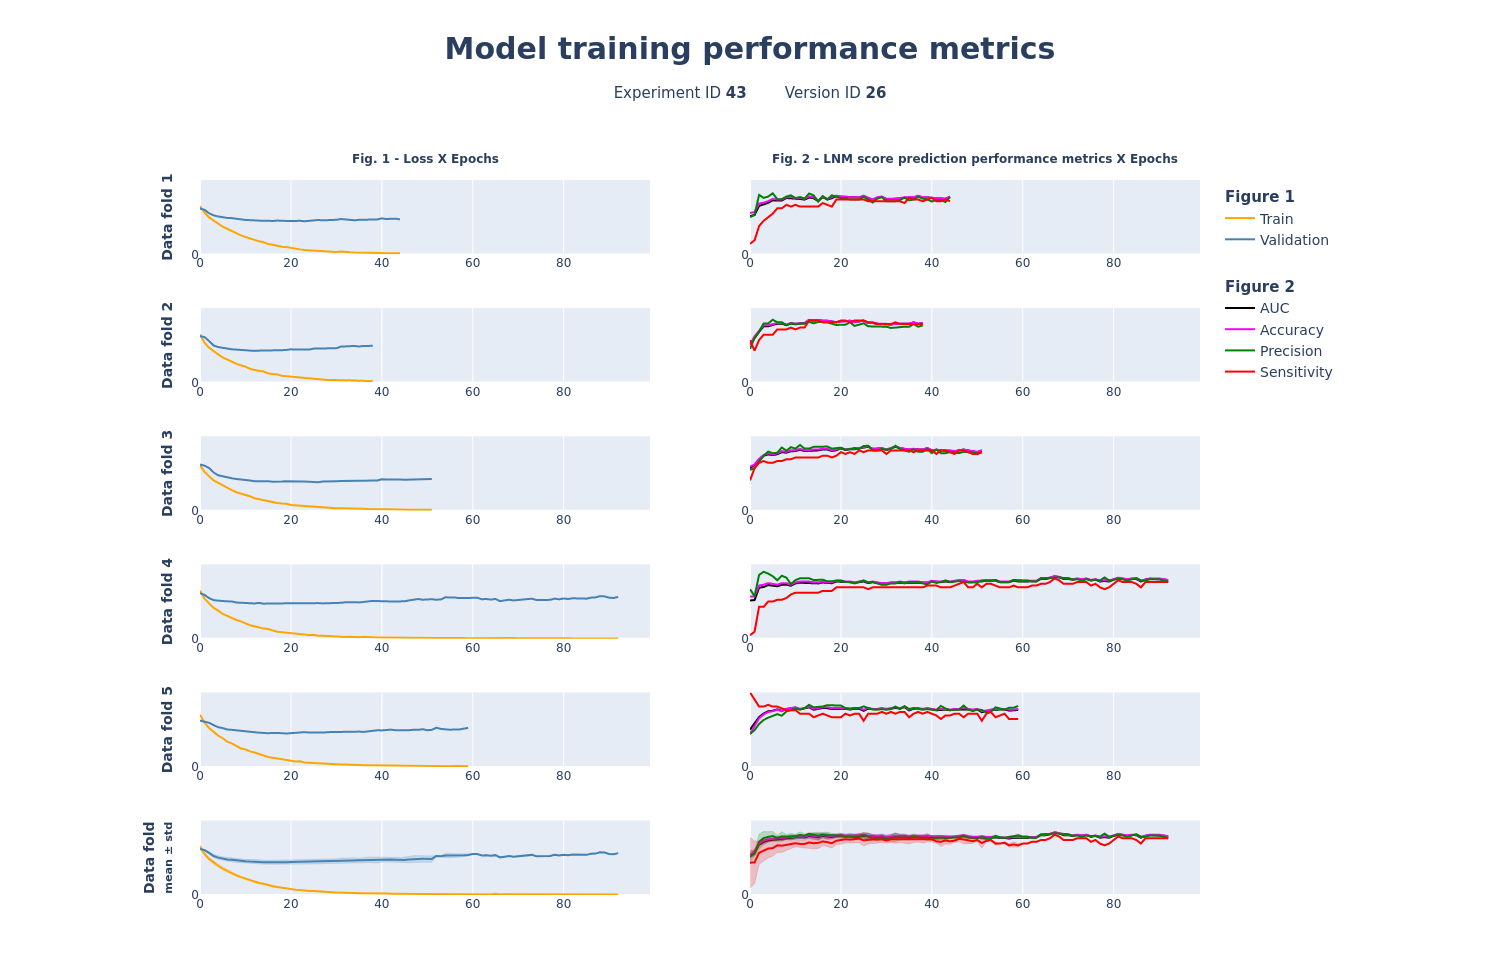 Model training performance metrics
Experiment ID 43 Version ID 26
Fig. 1 - Loss X Epochs
Fig. 2 - LNM score prediction performance metrics X Epochs
Data fold 1
0
0 20 40 60 80
0
0 20 40 60 80
Figure 1
Train
Validation
Figure 2
AUC
Accuracy
Precision
Sensitivity
Data fold 2
0
0 20 40 60 80
0
0 20 40 60 80
Data fold 3
0
0 20 40 60 80
0
0 20 40 60 80
Data fold 4
0
0 20 40 60 80
0
0 20 40 60 80
Data fold 5
0
0 20 40 60 80
0
0 20 40 60 80
Data fold
mean ± std
0
0 20 40 60 80
0
0 20 40 60 80